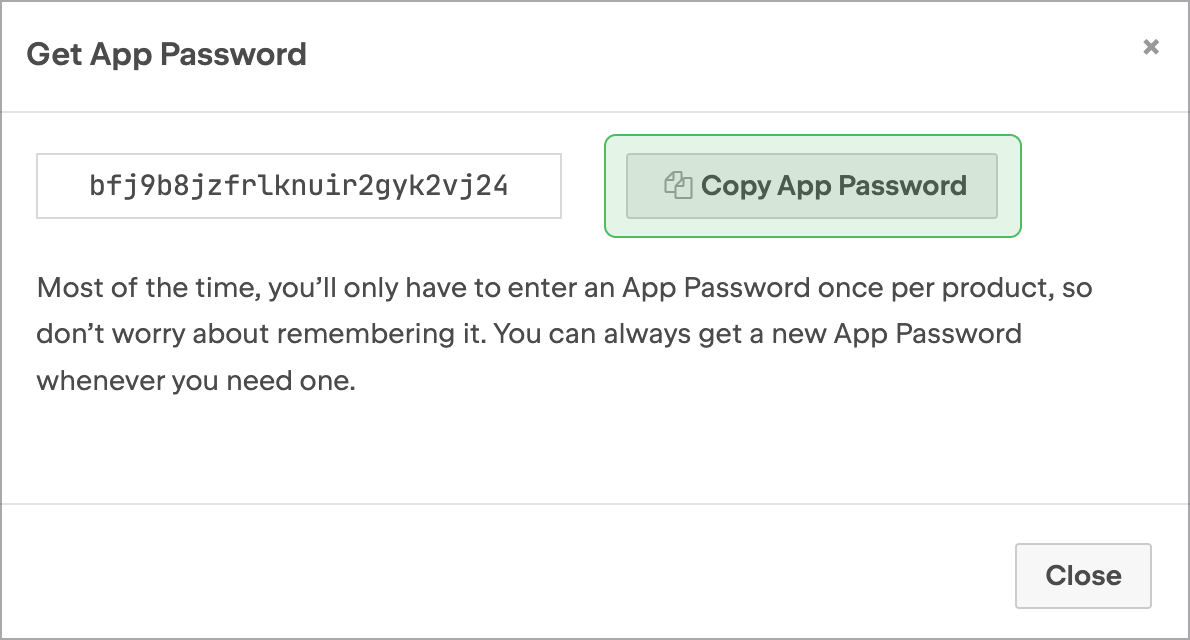 Get App Password
bfj9b8jzfrlknuir2gyk2vj24
Copy App Password
Most of the time, you’ll only have to enter an App Password once per product, so
don’t worry about remembering it. You can always get a new App Password
whenever you need one.
Close